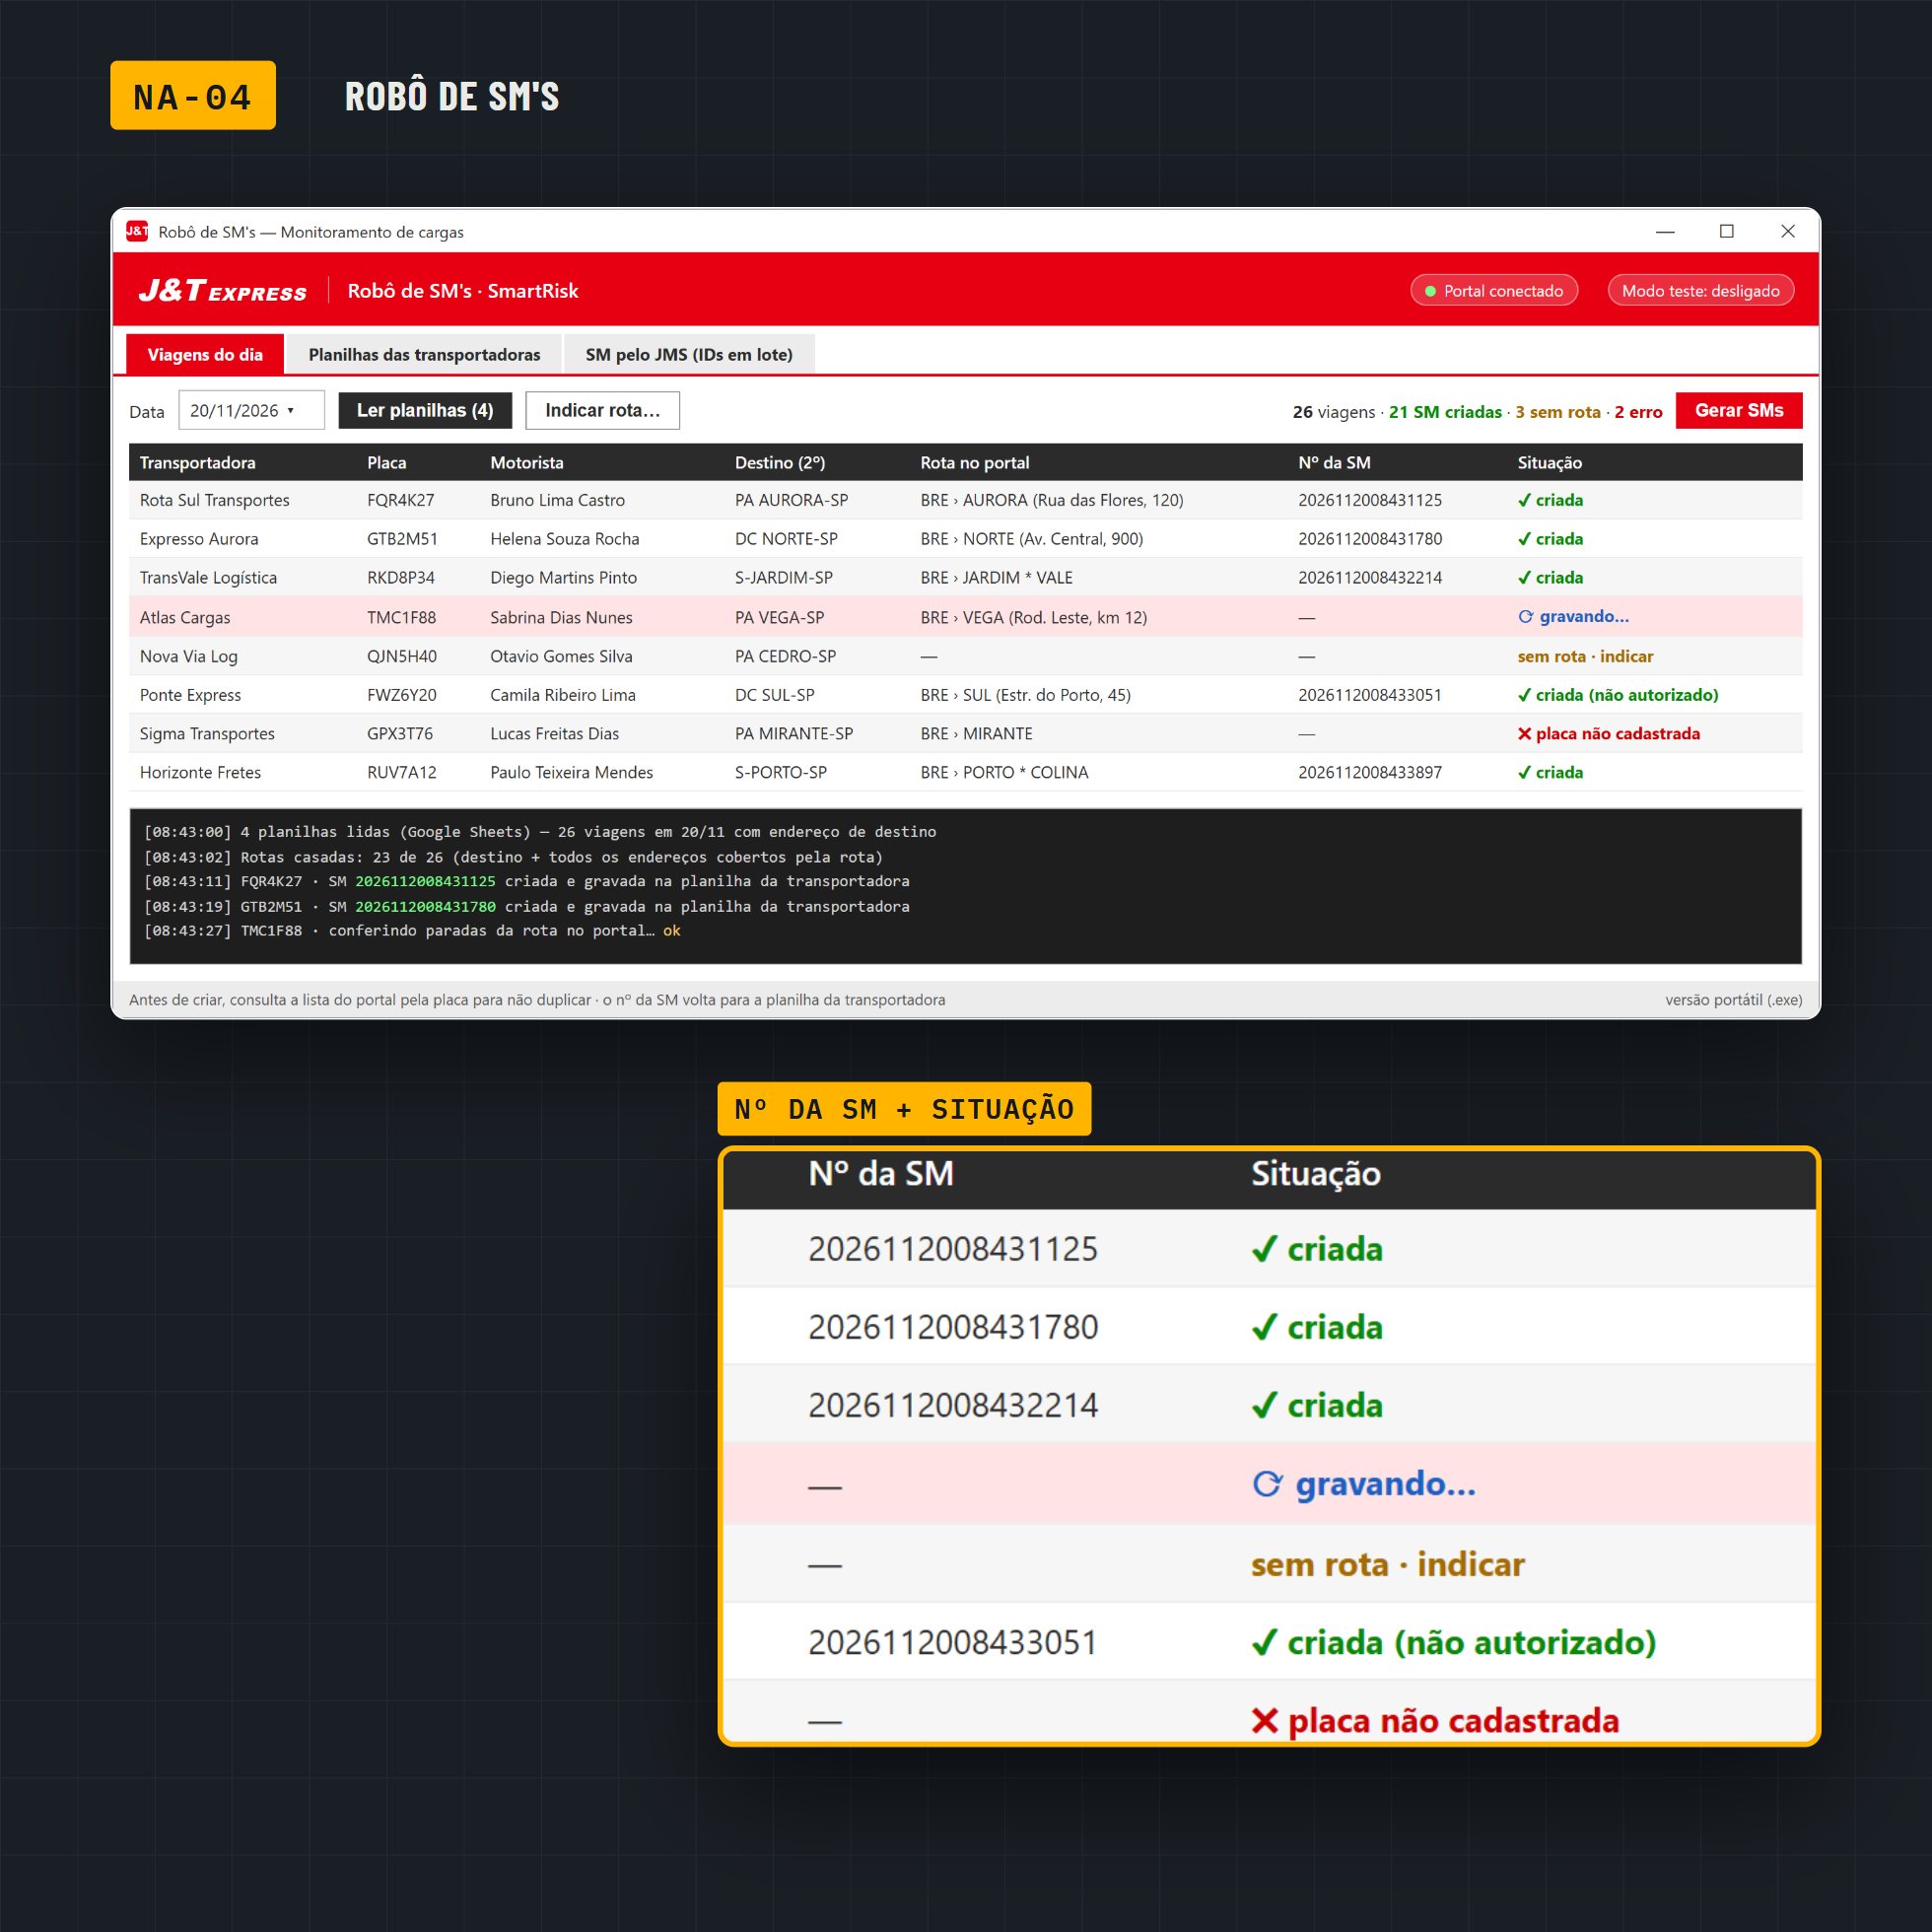 NA-04 ROBÔ DE SM'S
J&T Robô de SM's — Monitoramento de cargas
J&T EXPRESS Robô de SM's · SmartRisk Portal conectado Modo teste: desligado
Viagens do dia Planilhas das transportadoras SM pelo JMS (IDs em lote)
Data 20/11/2026 ▾ Ler planilhas (4) Indicar rota… 26 viagens · 21 SM criadas · 3 sem rota · 2 erro Gerar SMs
Transportadora Placa Motorista Destino (2º) Rota no portal Nº da SM Situação
Rota Sul Transportes FQR4K27 Bruno Lima Castro PA AURORA-SP BRE › AURORA (Rua das Flores, 120) 2026112008431125 ✔ criada
Expresso Aurora GTB2M51 Helena Souza Rocha DC NORTE-SP BRE › NORTE (Av. Central, 900) 2026112008431780 ✔ criada
TransVale Logística RKD8P34 Diego Martins Pinto S-JARDIM-SP BRE › JARDIM * VALE 2026112008432214 ✔ criada
Atlas Cargas TMC1F88 Sabrina Dias Nunes PA VEGA-SP BRE › VEGA (Rod. Leste, km 12) — ⟳ gravando…
Nova Via Log QJN5H40 Otavio Gomes Silva PA CEDRO-SP — — sem rota · indicar
Ponte Express FWZ6Y20 Camila Ribeiro Lima DC SUL-SP BRE › SUL (Estr. do Porto, 45) 2026112008433051 ✔ criada (não autorizado)
Sigma Transportes GPX3T76 Lucas Freitas Dias PA MIRANTE-SP BRE › MIRANTE — ✖ placa não cadastrada
Horizonte Fretes RUV7A12 Paulo Teixeira Mendes S-PORTO-SP BRE › PORTO * COLINA 2026112008433897 ✔ criada
[08:43:00] 4 planilhas lidas (Google Sheets) — 26 viagens em 20/11 com endereço de destino
[08:43:02] Rotas casadas: 23 de 26 (destino + todos os endereços cobertos pela rota)
[08:43:11] FQR4K27 · SM 2026112008431125 criada e gravada na planilha da transportadora
[08:43:19] GTB2M51 · SM 2026112008431780 criada e gravada na planilha da transportadora
[08:43:27] TMC1F88 · conferindo paradas da rota no portal… ok
Antes de criar, consulta a lista do portal pela placa para não duplicar · o nº da SM volta para a planilha da transportadora versão portátil (.exe)
Nº DA SM + SITUAÇÃO
Nº da SM Situação
2026112008431125 ✔ criada
2026112008431780 ✔ criada
2026112008432214 ✔ criada
— ⟳ gravando…
— sem rota · indicar
2026112008433051 ✔ criada (não autorizado)
— ✖ placa não cadastrada